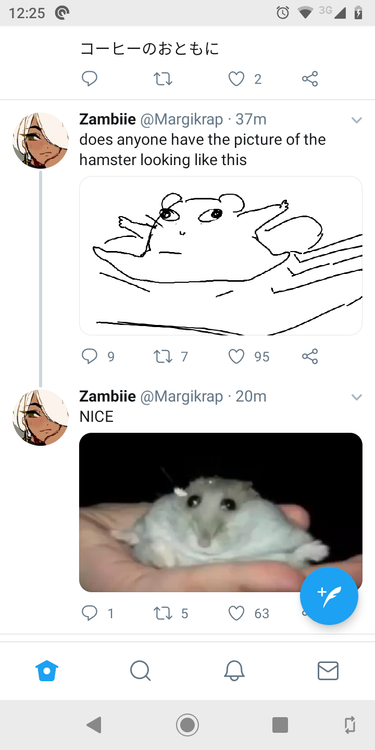 12:25
3G
コーヒーのおともに
2
Zambiie @Margikrap · 37m
does anyone have the picture of the
hamster looking like this
9 7 95
Zambiie @Margikrap · 20m
NICE
1 5 63